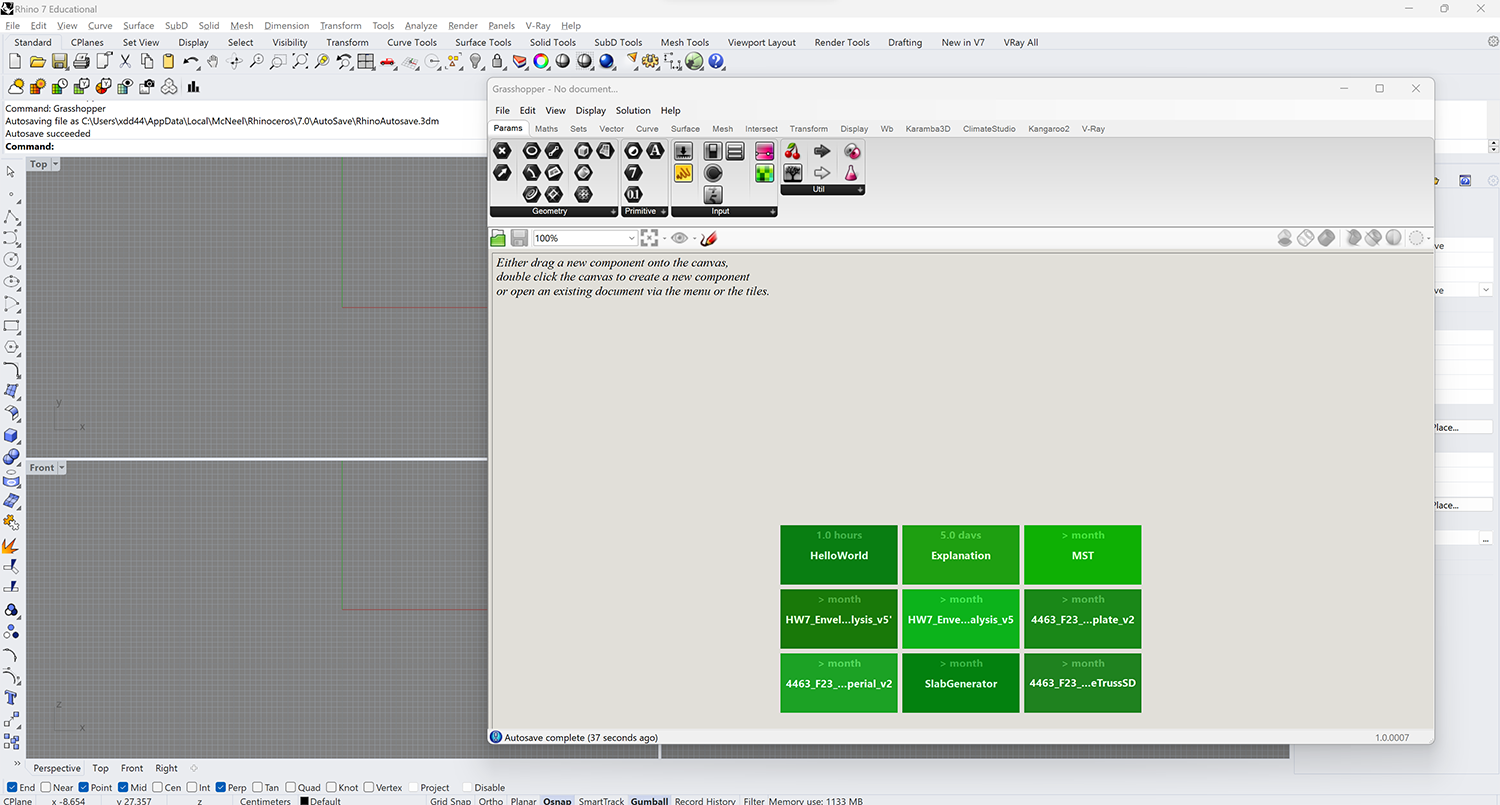 Rhino 7 Educational
File Edit View Curve Surface SubD Solid Mesh Dimension Transform Tools Analyze Render Panels V-Ray Help
Standard CPlanes Set View Display Select Visibility Transform Curve Tools Surface Tools Solid Tools SubD Tools Mesh Tools Viewport Layout Render Tools Drafting New in V7 VRay All
Command: Grasshopper
Autosaving file as C:\Users\xdd44\AppData\Local\McNeel\Rhinoceros\7.0\AutoSave\RhinoAutosave.3dm
Autosave succeeded
Command:
Top
Grasshopper - No document...
File Edit View Display Solution Help
Params Maths Sets Vector Curve Surface Mesh Intersect Transform Display Wb Karamba3D ClimateStudio Kangaroo2 V-Ray
Geometry Primitive Input Util
100%
Either drag a new component onto the canvas,
double click the canvas to create a new component
or open an existing document via the menu or the tiles.
ve
ve
Place...
Place...
...
y
x
Front
z
x
1.0 hours
HelloWorld
5.0 days
Explanation
> month
MST
> month
HW7_Envel...lysis_v5'
> month
HW7_Enve...alysis_v5
> month
4463_F23_...plate_v2
> month
4463_F23_...perial_v2
> month
SlabGenerator
> month
4463_F23_...eTrussSD
Autosave complete (37 seconds ago)
1.0.0007
Perspective Top Front Right
End Near Point Mid Cen Int Perp Tan Quad Knot Vertex Project Disable
CPlane x -8.654 y 27.357 z Centimeters Default Grid Snap Ortho Planar Osnap SmartTrack Gumball Record History Filter Memory use: 1133 MB